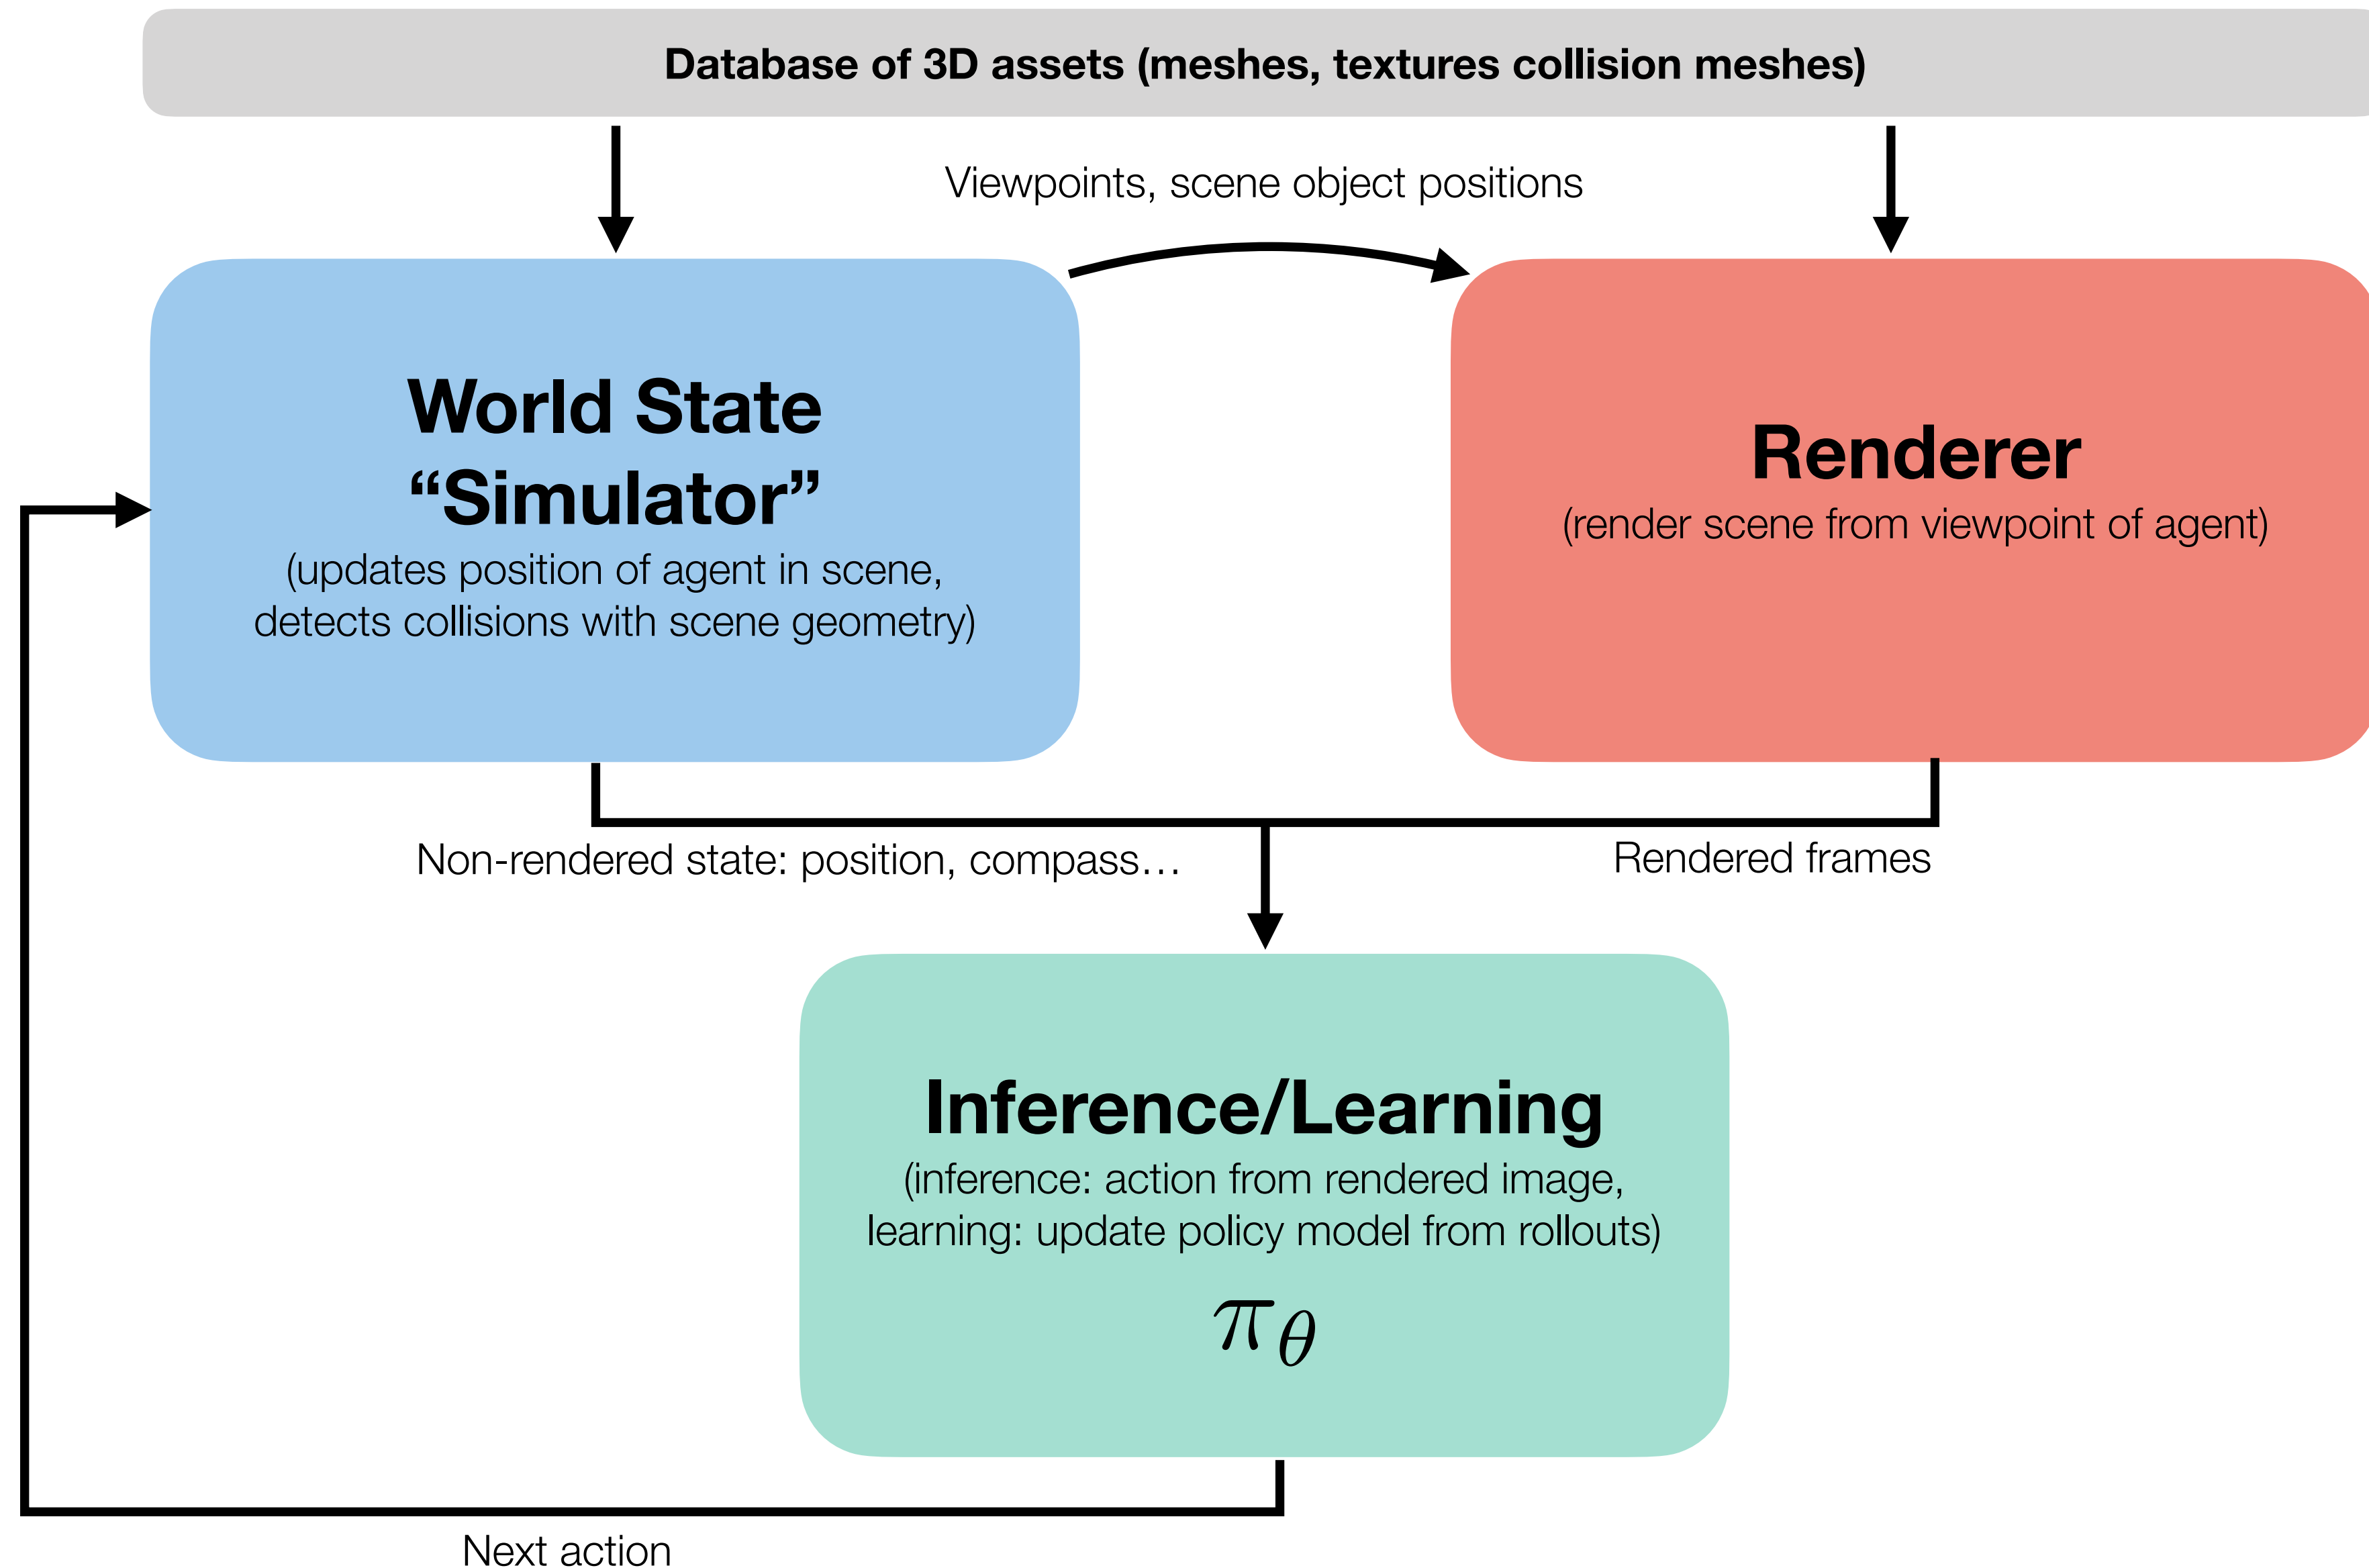 Database of 3D assets (meshes, textures collision meshes)
Viewpoints, scene object positions
World State
“Simulator”
(updates position of agent in scene,
detects collisions with scene geometry)
Renderer
(render scene from viewpoint of agent)
Non-rendered state: position, compass…
Rendered frames
Inference/Learning
(inference: action from rendered image,
learning: update policy model from rollouts)
πθ
Next action